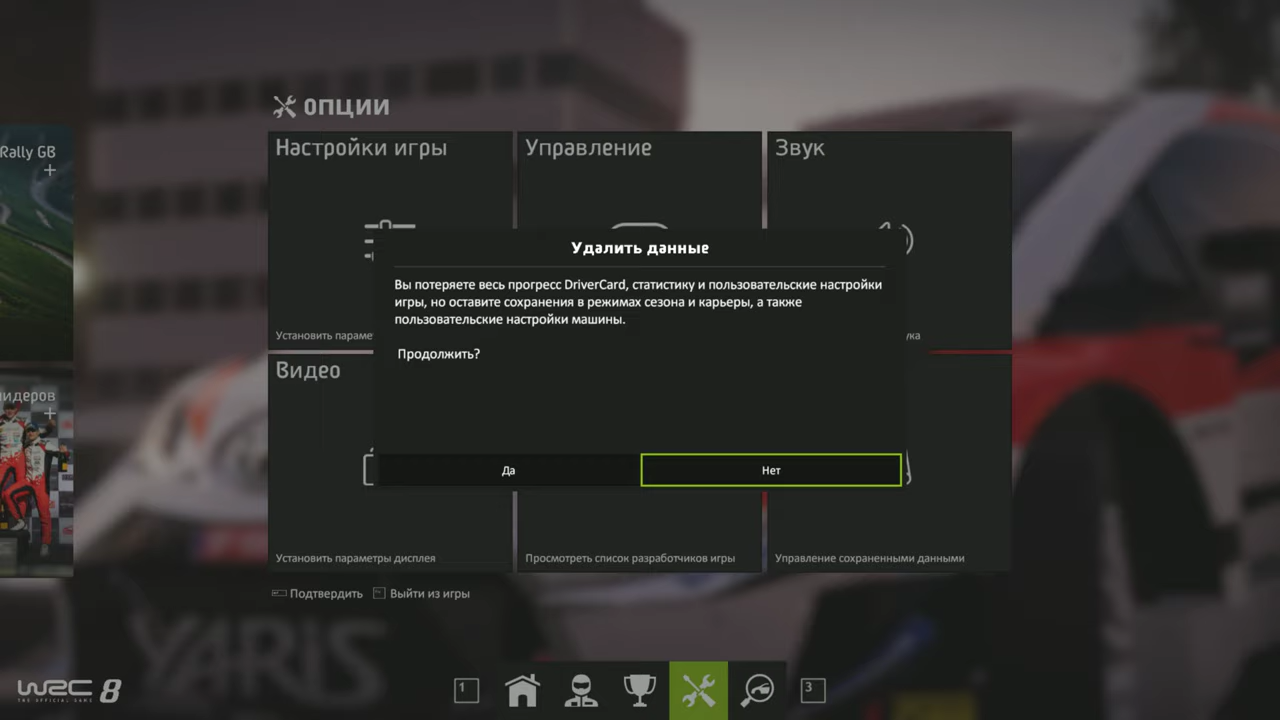 ОПЦИИ
Rally GB
Настройки игры
Управление
Звук
Удалить данные
Вы потеряете весь прогресс DriverCard, статистику и пользовательские настройки
игры, но оставите сохранения в режимах сезона и карьеры, а также
пользовательские настройки машины.
Продолжить?
Установить
Видео
Да
Нет
Установить параметры дисплея
Просмотреть список разработчиков игры
Управление сохраненными данными
Подтвердить
Выйти из игры
YARIS
WRC 8
THE OFFICIAL GAME
1
3